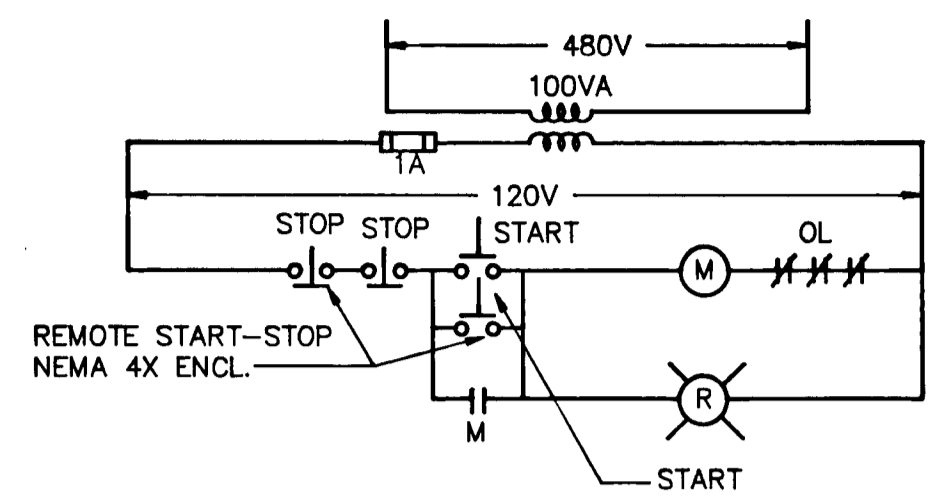 480V
100VA
1A
120V
STOP STOP START OL
M
REMOTE START-STOP
NEMA 4X ENCL.
R
M
START